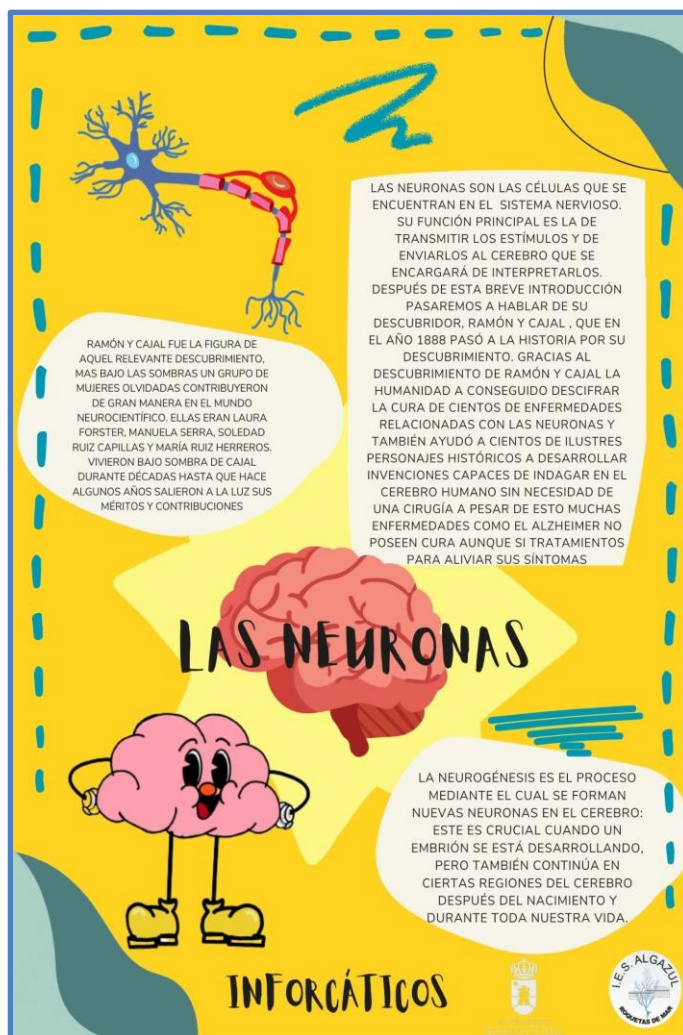 LAS NEURONAS SON LAS CÉLULAS QUE SE
ENCUENTRAN EN EL SISTEMA NERVIOSO.
SU FUNCIÓN PRINCIPAL ES LA DE
TRANSMITIR LOS ESTÍMULOS Y DE
ENVIARLOS AL CEREBRO QUE SE
ENCARGARÁ DE INTERPRETARLOS.
DESPUÉS DE ESTA BREVE INTRODUCCIÓN
PASAREMOS A HABLAR DE SU
DESCUBRIDOR, RAMÓN Y CAJAL , QUE EN
EL AÑO 1888 PASÓ A LA HISTORIA POR SU
DESCUBRIMIENTO. GRACIAS AL
DESCUBRIMIENTO DE RAMÓN Y CAJAL LA
HUMANIDAD A CONSEGUIDO DESCIFRAR
LA CURA DE CIENTOS DE ENFERMEDADES
RELACIONADAS CON LAS NEURONAS Y
TAMBIÉN AYUDÓ A CIENTOS DE ILUSTRES
PERSONAJES HISTÓRICOS A DESARROLLAR
INVENCIONES CAPACES DE INDAGAR EN EL
CEREBRO HUMANO SIN NECESIDAD DE
UNA CIRUGÍA A PESAR DE ESTO MUCHAS
ENFERMEDADES COMO EL ALZHEIMER NO
POSEEN CURA AUNQUE SI TRATAMIENTOS
PARA ALIVIAR SUS SÍNTOMAS
RAMÓN Y CAJAL FUE LA FIGURA DE
AQUEL RELEVANTE DESCUBRIMIENTO,
MAS BAJO LAS SOMBRAS UN GRUPO DE
MUJERES OLVIDADAS CONTRIBUYERON
DE GRAN MANERA EN EL MUNDO
NEUROCIENTÍFICO. ELLAS ERAN LAURA
FORSTER, MANUELA SERRA, SOLEDAD
RUIZ CAPILLAS Y MARÍA RUIZ HERREROS.
VIVIERON BAJO SOMBRA DE CAJAL
DURANTE DÉCADAS HASTA QUE HACE
ALGUNOS AÑOS SALIERON A LA LUZ SUS
MÉRITOS Y CONTRIBUCIONES
LAS NEURONAS
LA NEUROGÉNESIS ES EL PROCESO
MEDIANTE EL CUAL SE FORMAN
NUEVAS NEURONAS EN EL CEREBRO:
ESTE ES CRUCIAL CUANDO UN
EMBRIÓN SE ESTÁ DESARROLLANDO,
PERO TAMBIÉN CONTINÚA EN
CIERTAS REGIONES DEL CEREBRO
DESPUÉS DEL NACIMIENTO Y
DURANTE TODA NUESTRA VIDA.
INFORCÁTICOS
I.E.S. ALGAZUL
ROQUETAS DE MAR